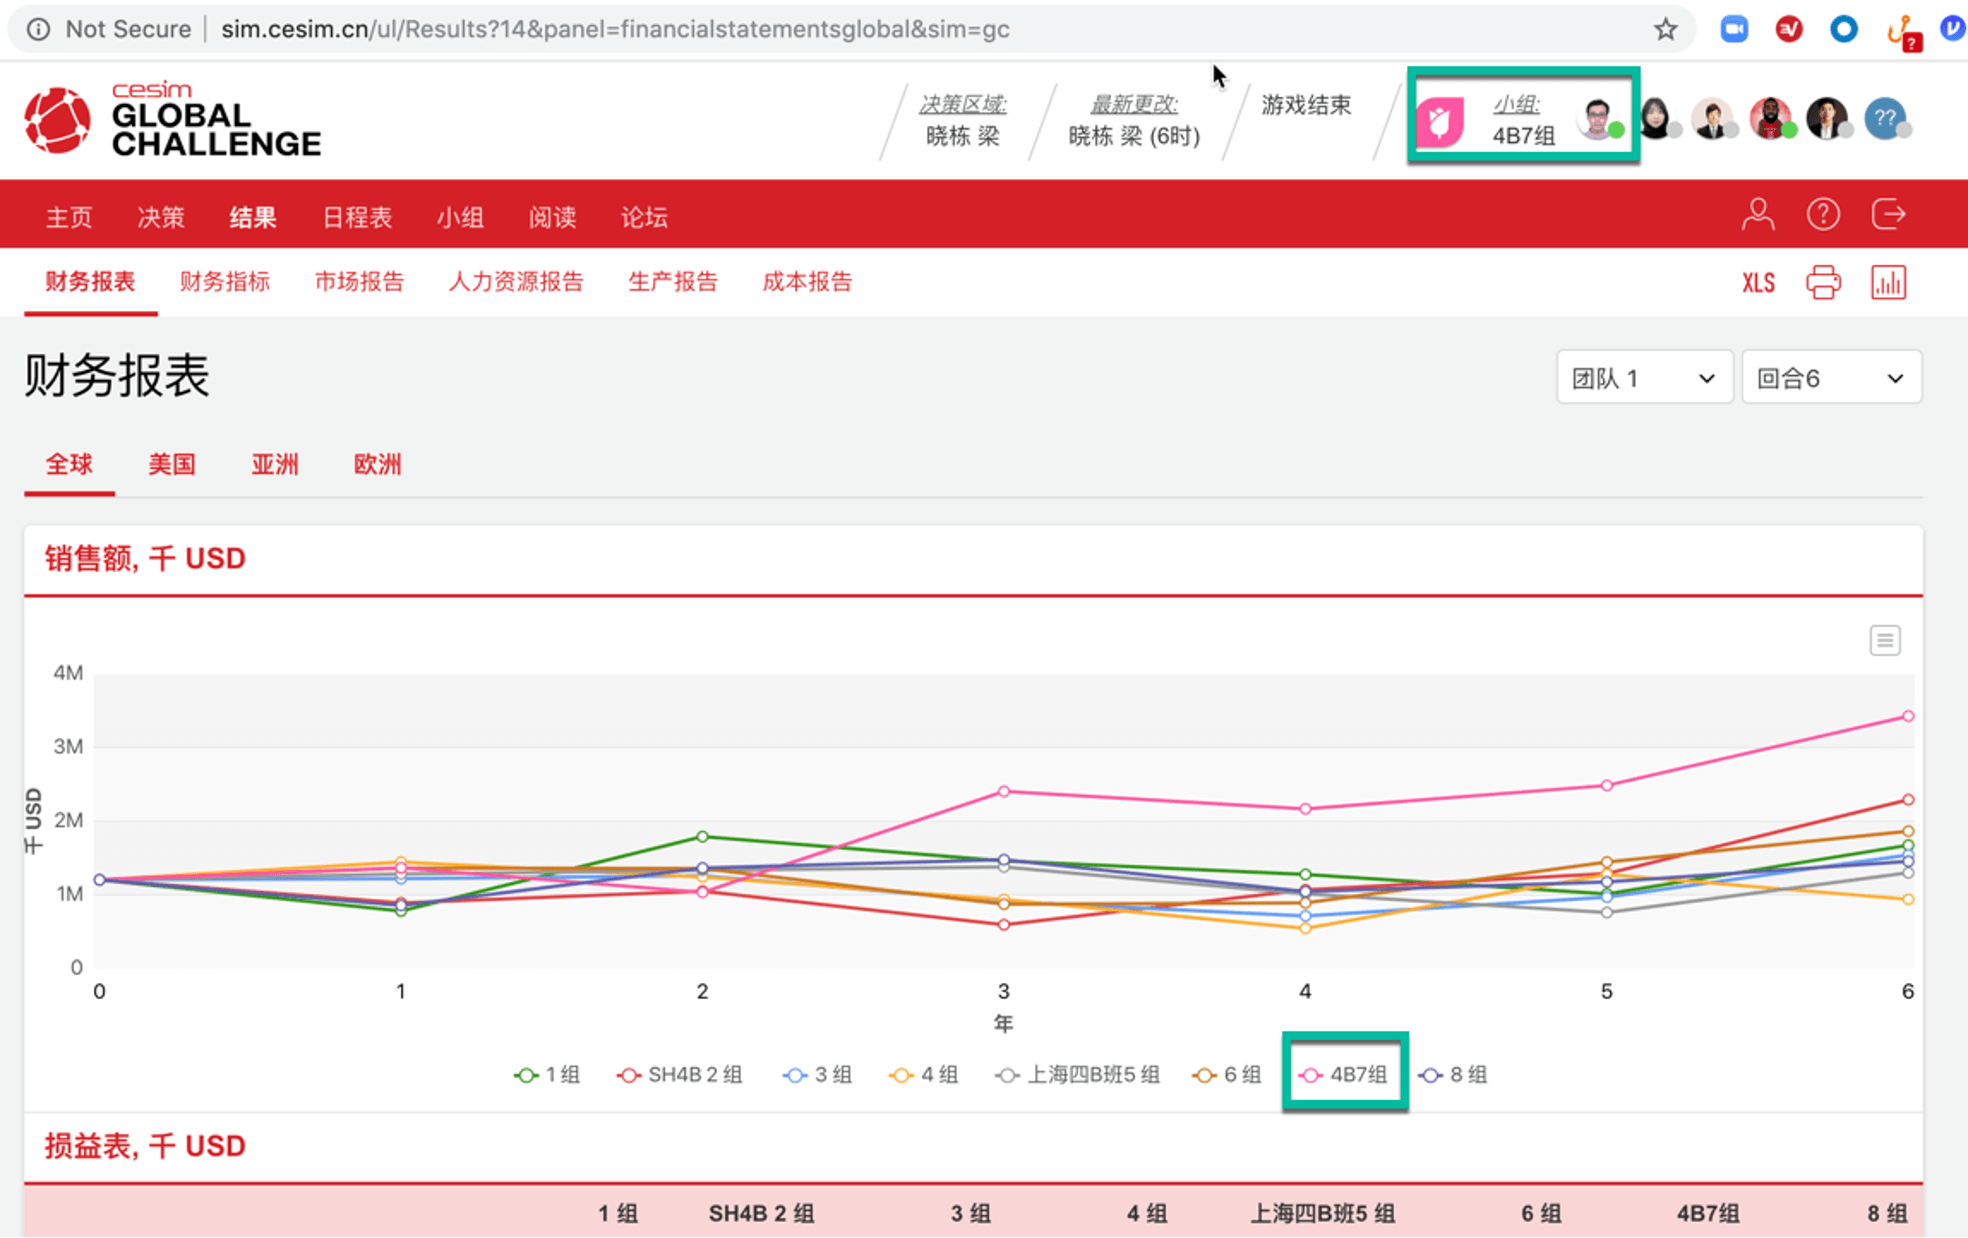 Not Secure | sim.cesim.cn/ul/Results?14&panel=financialstatementsglobal&sim=gc
cesim
GLOBAL
CHALLENGE
决策区域:
晓栋 梁
最新更改:
晓栋 梁 (6时)
游戏结束
小组:
4B7组
??
主页 决策 结果 日程表 小组 阅读 论坛
财务报表 财务指标 市场报告 人力资源报告 生产报告 成本报告 XLS
财务报表
团队 1
回合6
全球 美国 亚洲 欧洲
销售额, 千 USD
4M
3M
2M
1M
0
千 USD
0 1 2 3 4 5 6
年
1 组 SH4B 2 组 3 组 4 组 上海四B班5 组 6 组 4B7组 8 组
损益表, 千 USD
1 组 SH4B 2 组 3 组 4 组 上海四B班5 组 6 组 4B7组 8 组